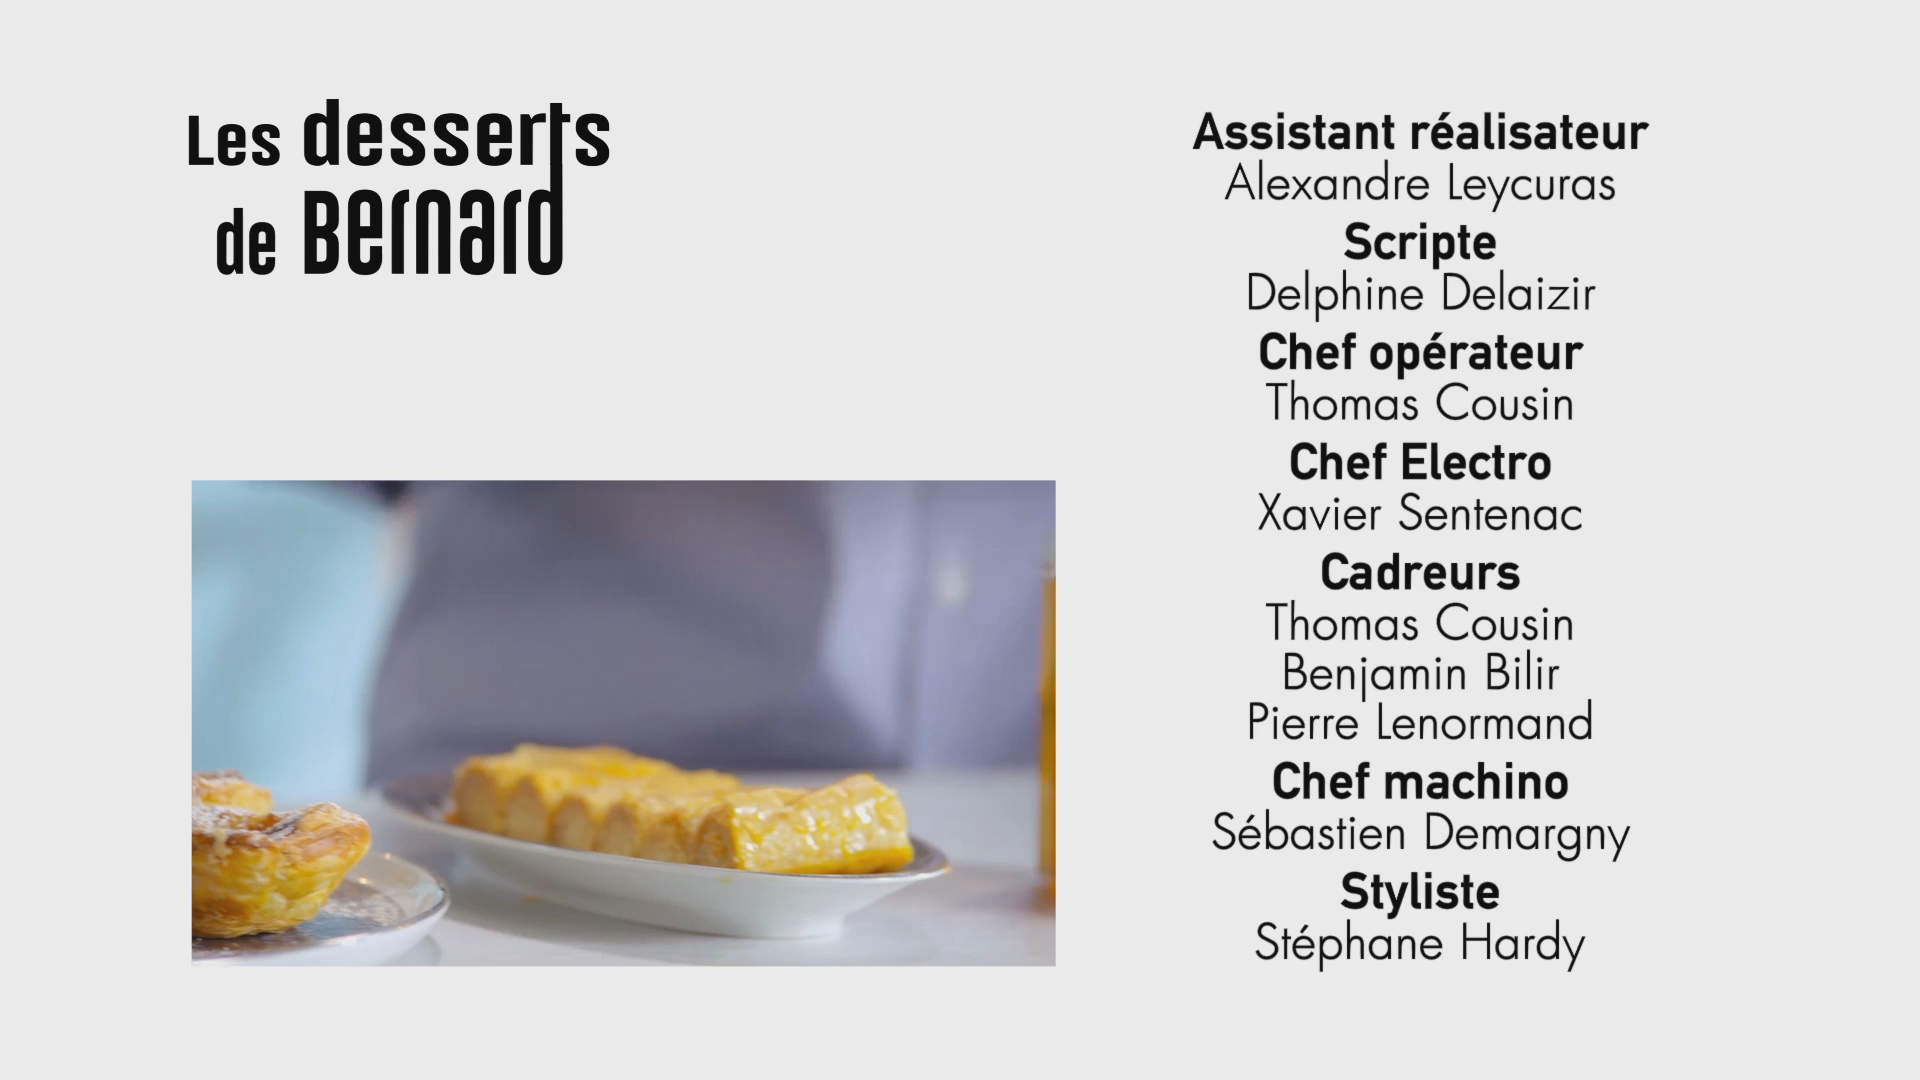 Les desserts
de Bernard
Assistant réalisateur
Alexandre Leycuras
Scripte
Delphine Delaizir
Chef opérateur
Thomas Cousin
Chef Electro
Xavier Sentenac
Cadreurs
Thomas Cousin
Benjamin Bilir
Pierre Lenormand
Chef machino
Sébastien Demargny
Styliste
Stéphane Hardy